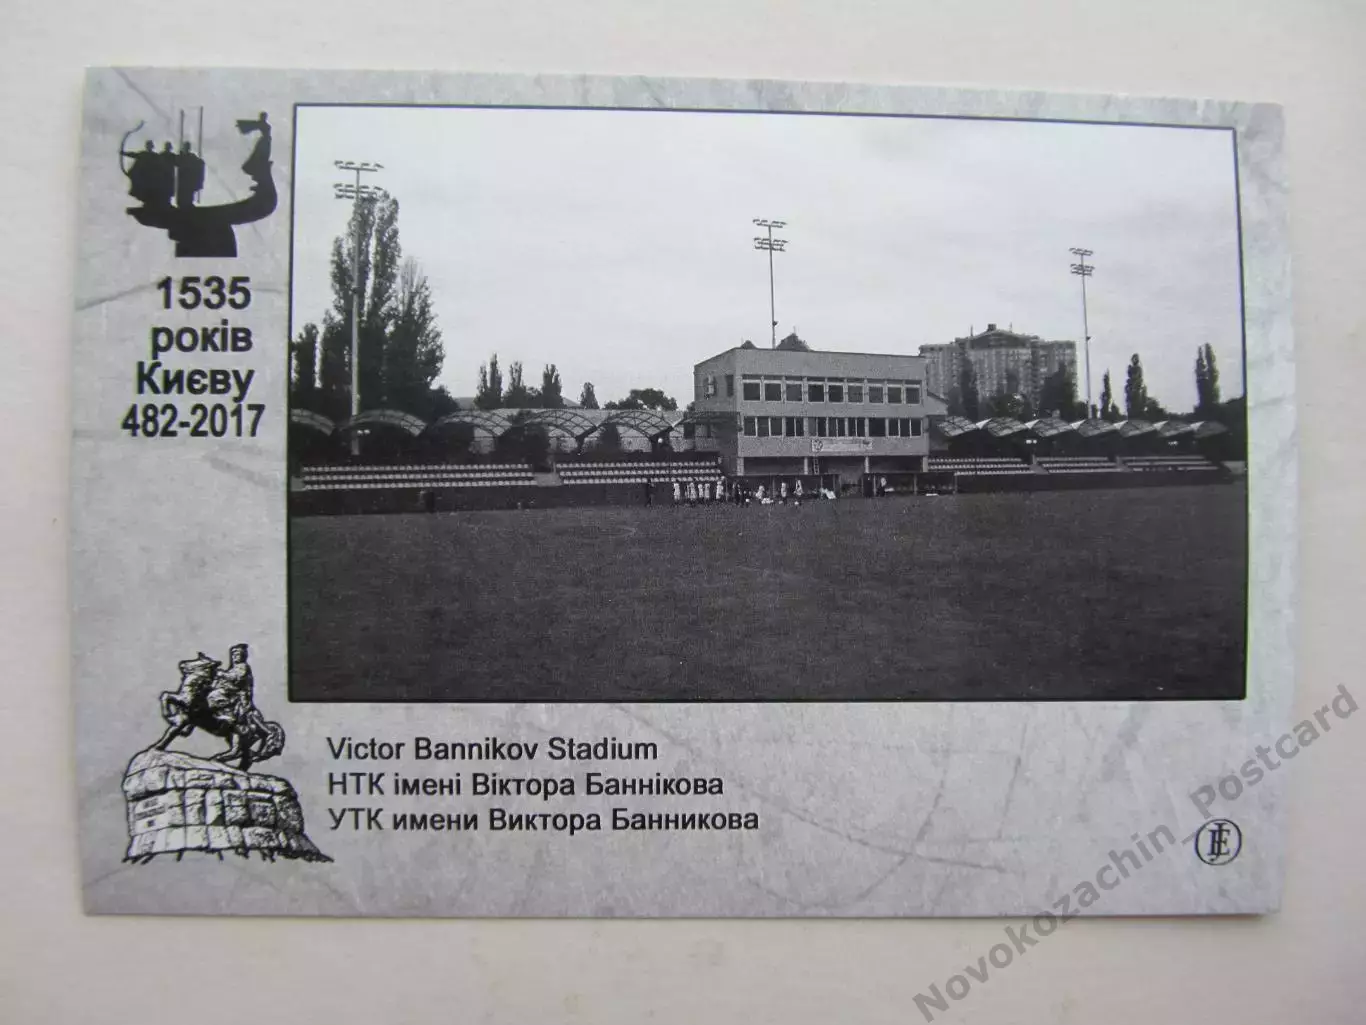 1535
років
Києву
482-2017
Victor Bannikov Stadium
НТК імені Віктора Баннікова
УТК имени Виктора Банникова
Novokozachin_Postcard